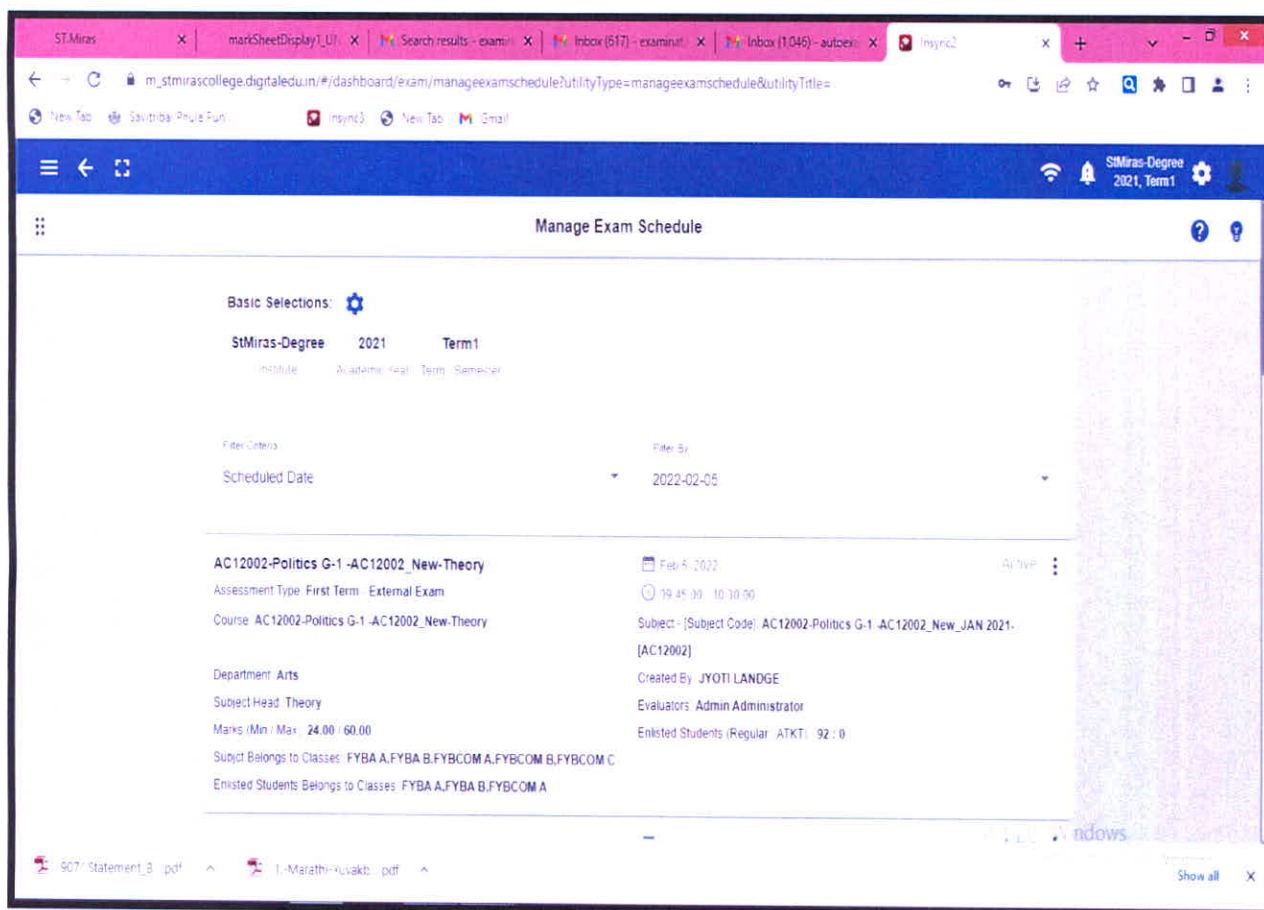 ST.Miras
markSheetDisplay1_U
Search results - examin
Inbox (617) - examinat
Inbox (1,046) - autoex
Insync2
m_stmirascollege.digitaledu.in/#/dashboard/exam/manageexamschedule?utilityType=manageexamschedule&utilityTitle=
New Tab
Savitribai Phule Pun
Insync3
New Tab
Gmail
StMiras-Degree
2021, Term1
Manage Exam Schedule
Basic Selections:
StMiras-Degree 2021 Term1
Institute Academic Year Term Semester
Filter Criteria
Filter By
Scheduled Date
2022-02-05
AC12002-Politics G-1 -AC12002_New-Theory
Feb 5, 2022
Active
Assessment Type First Term External Exam
09:45:00 10:30:00
Course AC12002-Politics G-1 -AC12002_New-Theory
Subject - [Subject Code] AC12002-Politics G-1 -AC12002_New_JAN 2021-
[AC12002]
Department Arts
Created By JYOTI LANDGE
Subject Head Theory
Evaluators Admin Administrator
Marks (Min / Max) 24.00 / 60.00
Enlisted Students (Regular ATKT) 92 : 0
Subjct Belongs to Classes FYBA A,FYBA B,FYBCOM A,FYBCOM B,FYBCOM C
Enlisted Students Belongs to Classes FYBA A,FYBA B,FYBCOM A
ndows
Statement_B pdf
1.-Marathi-Yuvakb... pdf
Show all